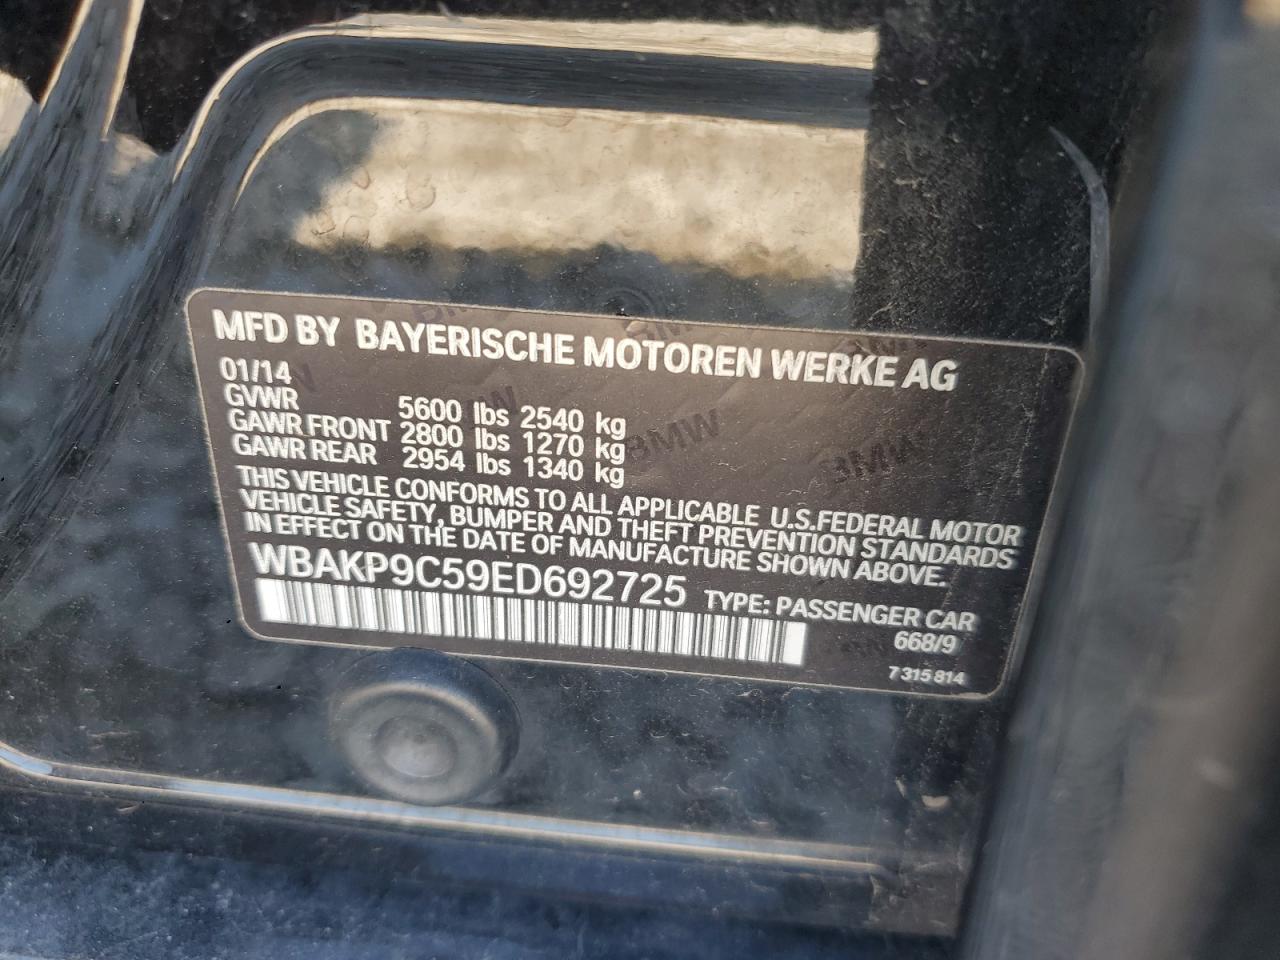 MFD BY BAYERISCHE MOTOREN WERKE AG
01/14
GVWR 5600 lbs 2540 kg
GAWR FRONT 2800 lbs 1270 kg
GAWR REAR 2954 lbs 1340 kg
THIS VEHICLE CONFORMS TO ALL APPLICABLE U.S.FEDERAL MOTOR
VEHICLE SAFETY, BUMPER AND THEFT PREVENTION STANDARDS
IN EFFECT ON THE DATE OF MANUFACTURE SHOWN ABOVE.
WBAKP9C59ED692725 TYPE: PASSENGER CAR
668/9
7 315 814